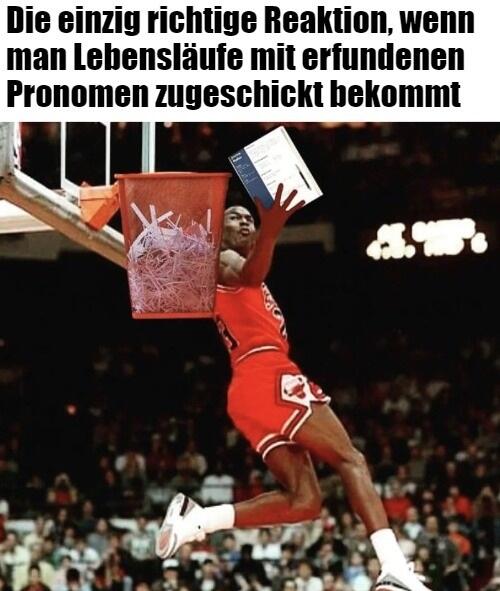 Die einzig richtige Reaktion, wenn
man Lebensläufe mit erfundenen
Pronomen zugeschickt bekommt